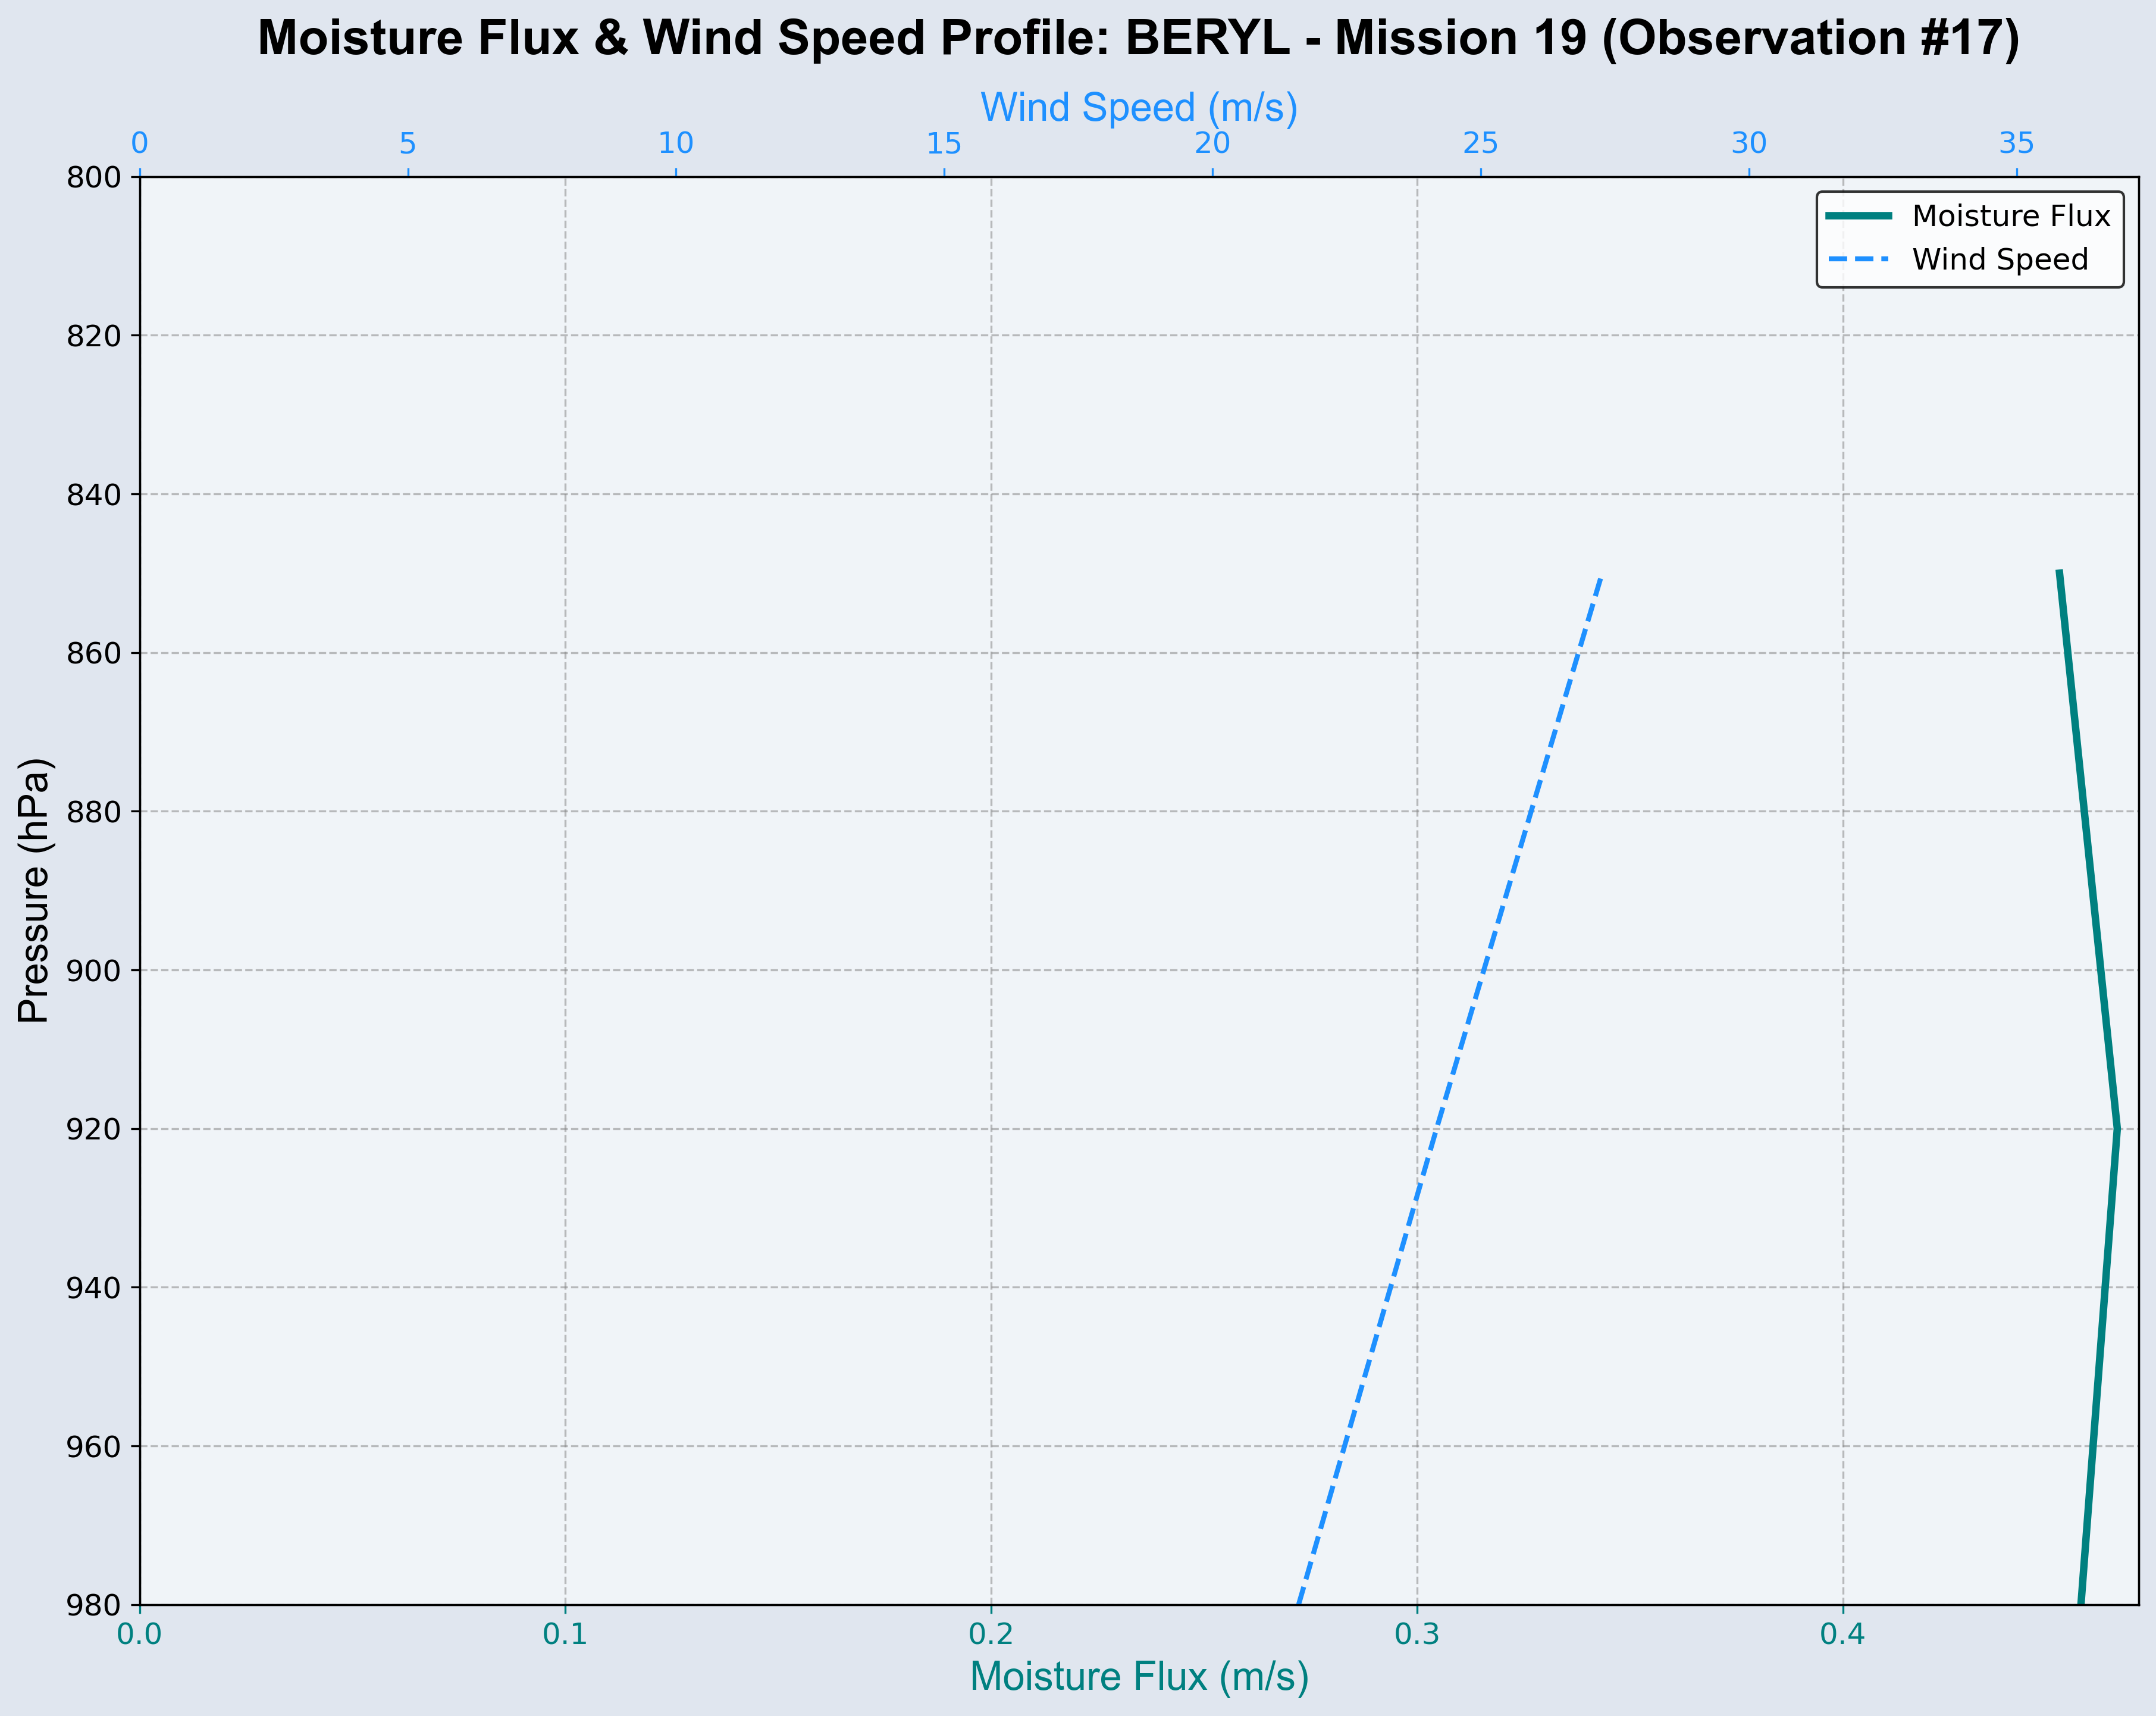 Moisture Flux & Wind Speed Profile: BERYL - Mission 19 (Observation #17)
Wind Speed (m/s)
0 5 10 15 20 25 30 35
Moisture Flux
Wind Speed
Pressure (hPa)
800
820
840
860
880
900
920
940
960
980
0.0 0.1 0.2 0.3 0.4
Moisture Flux (m/s)